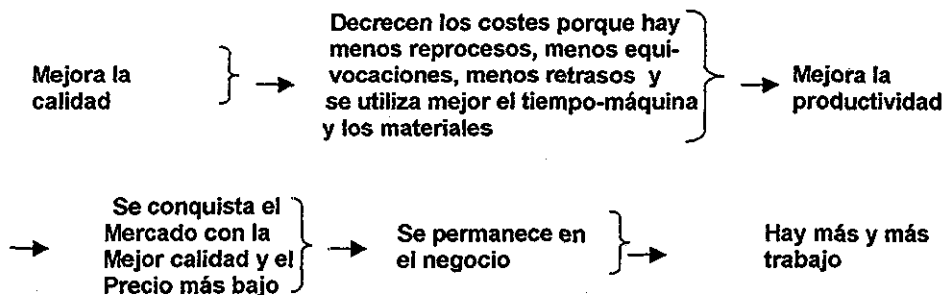 Mejora la
calidad
Decrecen los costes porque hay
menos reprocesos, menos equi-
vocaciones, menos retrasos y
se utiliza mejor el tiempo-máquina
y los materiales
Mejora la
productividad
Se conquista el
Mercado con la
Mejor calidad y el
Precio más bajo
Se permanece en
el negocio
Hay más y más
trabajo